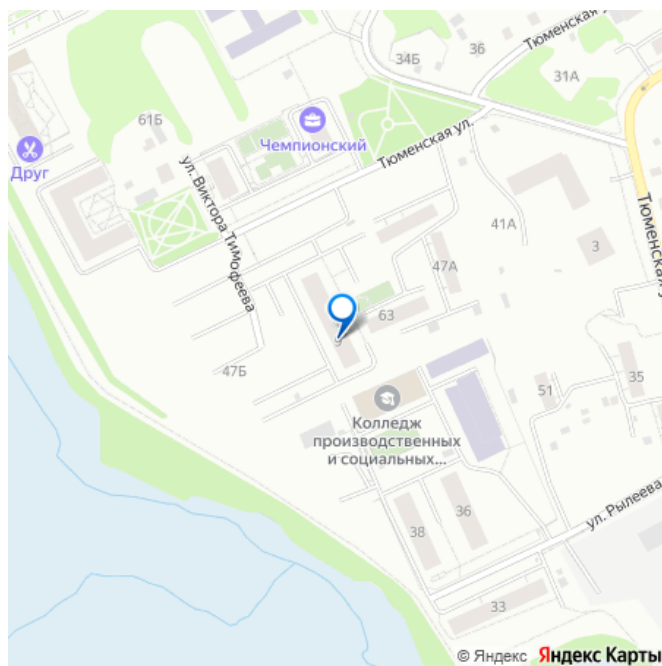 Тюменская у
34Б
36
31А
61Б
Чемпионский
Друг
Тюменская ул.
ул. Виктора Тимофеева
41А
Тюменская у
3
47А
63
9
47Б
51
35
Колледж
производственных
и социальных...
ул. Рылеева
38
36
33
© Яндекс Яндекс Карты